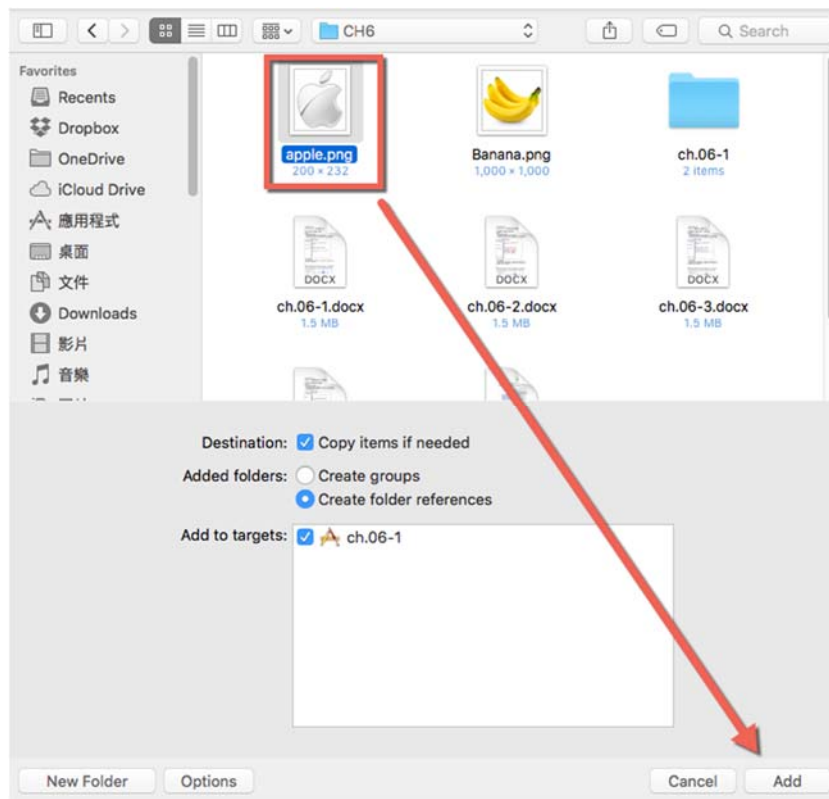 CH6
Search
Favorites
Recents
Dropbox
OneDrive
iCloud Drive
應用程式
桌面
文件
Downloads
影片
音樂
apple.png
200 × 232
Banana.png
1,000 × 1,000
ch.06-1
2 items
DOCX
DOCX
DOCX
ch.06-1.docx
1.5 MB
ch.06-2.docx
1.5 MB
ch.06-3.docx
1.5 MB
Destination: Copy items if needed
Added folders: Create groups
Create folder references
Add to targets: ch.06-1
New Folder
Options
Cancel
Add